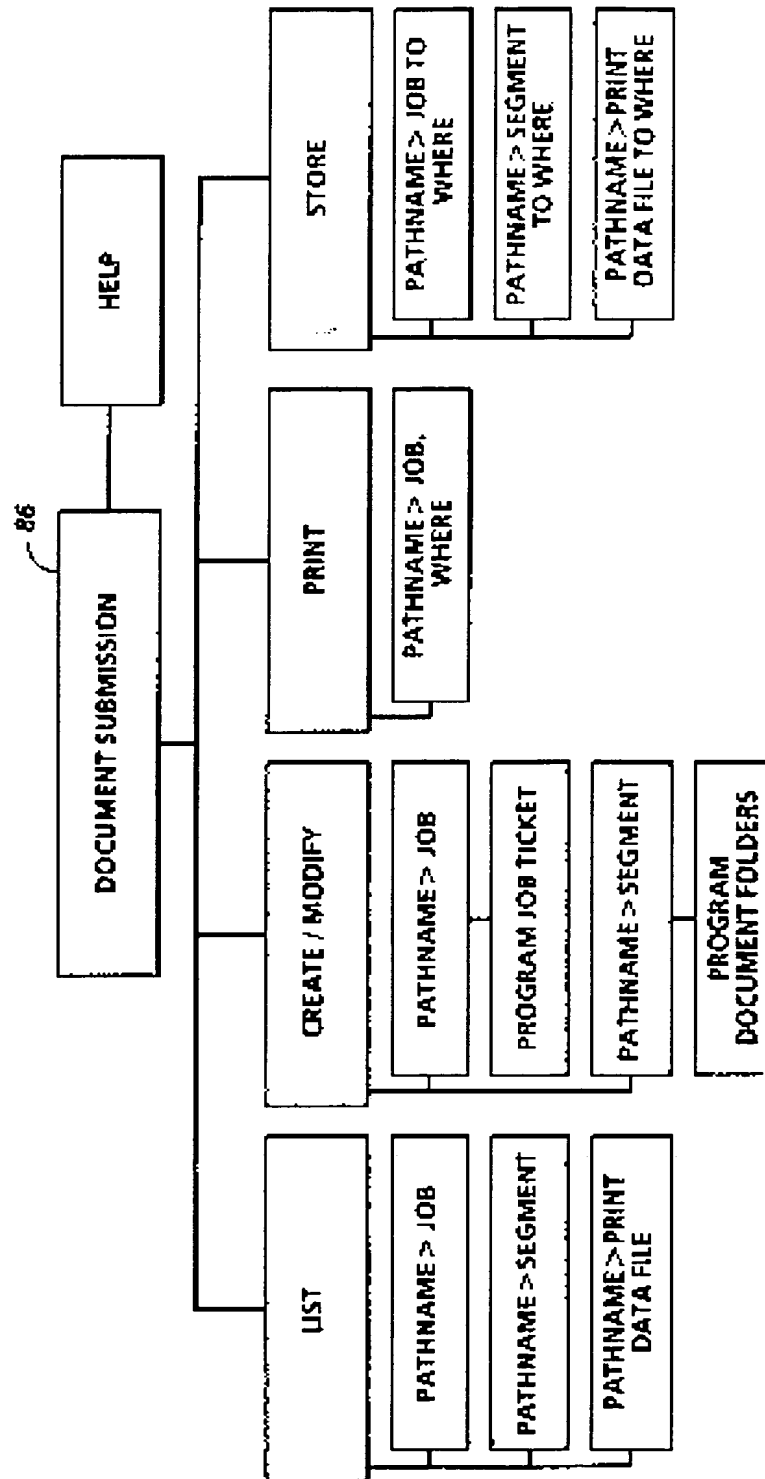 86
DOCUMENT SUBMISSION
HELP
LIST
PATHNAME > JOB
PATHNAME > SEGMENT
PATHNAME > PRINT
DATA FILE
CREATE / MODIFY
PATHNAME > JOB
PROGRAM JOB TICKET
PATHNAME > SEGMENT
PROGRAM
DOCUMENT FOLDERS
PRINT
PATHNAME > JOB,
WHERE
STORE
PATHNAME > JOB TO
WHERE
PATHNAME > SEGMENT
TO WHERE
PATHNAME > PRINT
DATA FILE TO WHERE